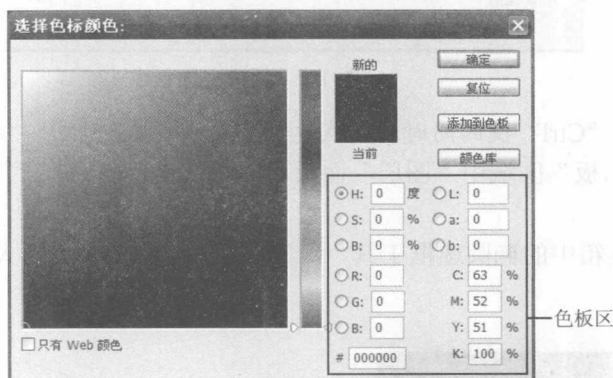 选择色标颜色:
新的
当前
确定
复位
添加到色板
颜色库
H: 0 度
S: 0 %
B: 0 %
R: 0
G: 0
B: 0
# 000000
L: 0
a: 0
b: 0
C: 63 %
M: 52 %
Y: 51 %
K: 100 %
只有 Web 颜色
色板区
"Ctrl"